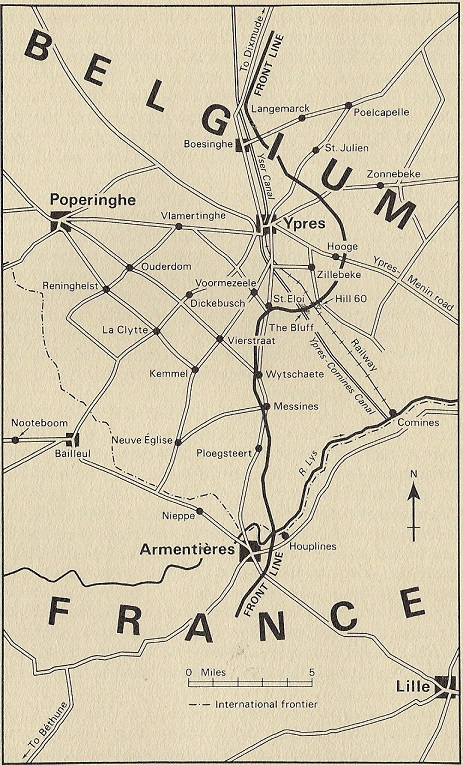 BELGIUM
To Dixmude
FRONT LINE
Langemarck
Poelcapelle
Boesinghe
St. Julien
Yser Canal
Zonnebeke
Poperinghe
Vlamertinghe
Ypres
Hooge
Ouderdom
Zillebeke
Ypres-Menin road
Reninghelst
Voormezeele
Dickebusch
St. Eloi
Hill 60
La Clytte
The Bluff
Vierstraat
Railway
Ypres-Comines Canal
Kemmel
Wytschaete
Messines
Nooteboom
Comines
Bailleul
Neuve Église
Ploegsteert
R. Lys
N
Nieppe
Armentières
Houplines
FRONT LINE
FRANCE
0 Miles 5
Lille
International frontier
To Béthune